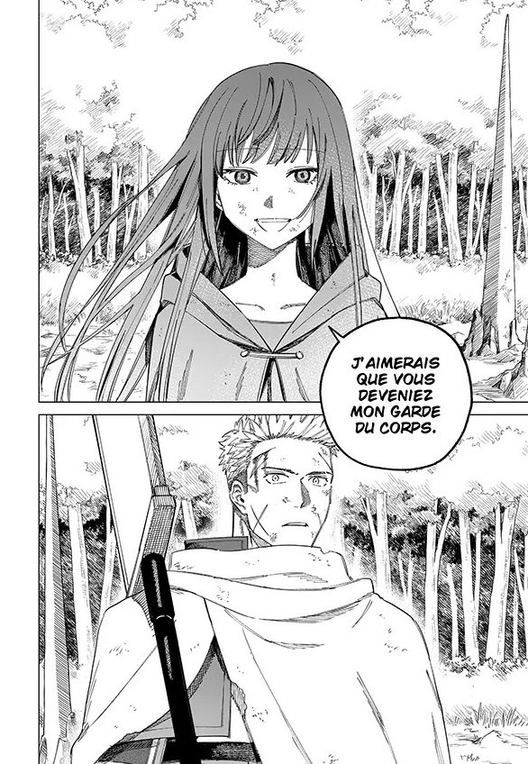 J'AIMERAIS
QUE VOUS
DEVENIEZ
MON GARDE
DU CORPS.